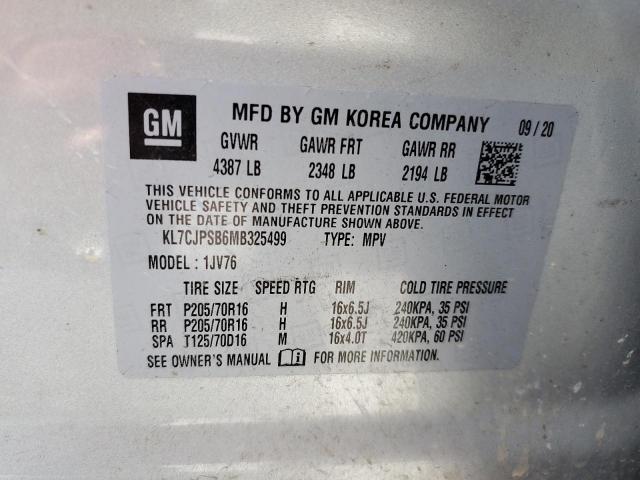 GM MFD BY GM KOREA COMPANY 09/20
GVWR GAWR FRT GAWR RR
4387 LB 2348 LB 2194 LB
THIS VEHICLE CONFORMS TO ALL APPLICABLE U.S. FEDERAL MOTOR
VEHICLE SAFETY AND THEFT PREVENTION STANDARDS IN EFFECT
ON THE DATE OF MANUFACTURE SHOWN ABOVE.
KL7CJPSB6MB325499 TYPE: MPV
MODEL : 1JV76
TIRE SIZE SPEED RTG RIM COLD TIRE PRESSURE
FRT P205/70R16 H 16x6.5J 240KPA, 35 PSI
RR P205/70R16 H 16x6.5J 240KPA, 35 PSI
SPA T125/70D16 M 16x4.0T 420KPA, 60 PSI
SEE OWNER'S MANUAL FOR MORE INFORMATION.